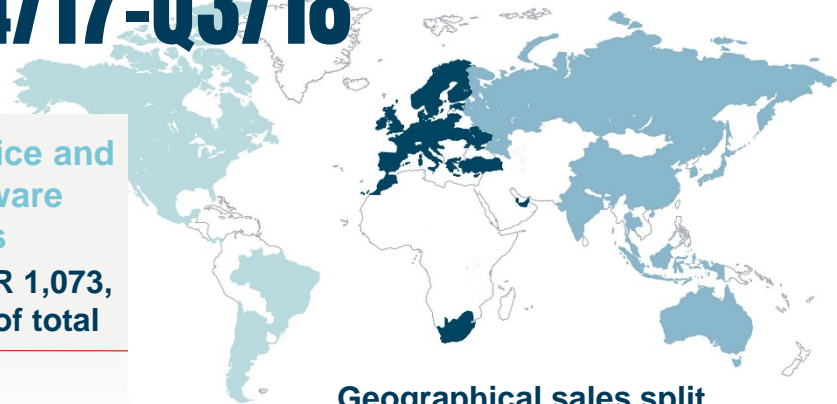 4/17-Q3/18
ice and
ware
s
R 1,073,
of total
Geographical sales split